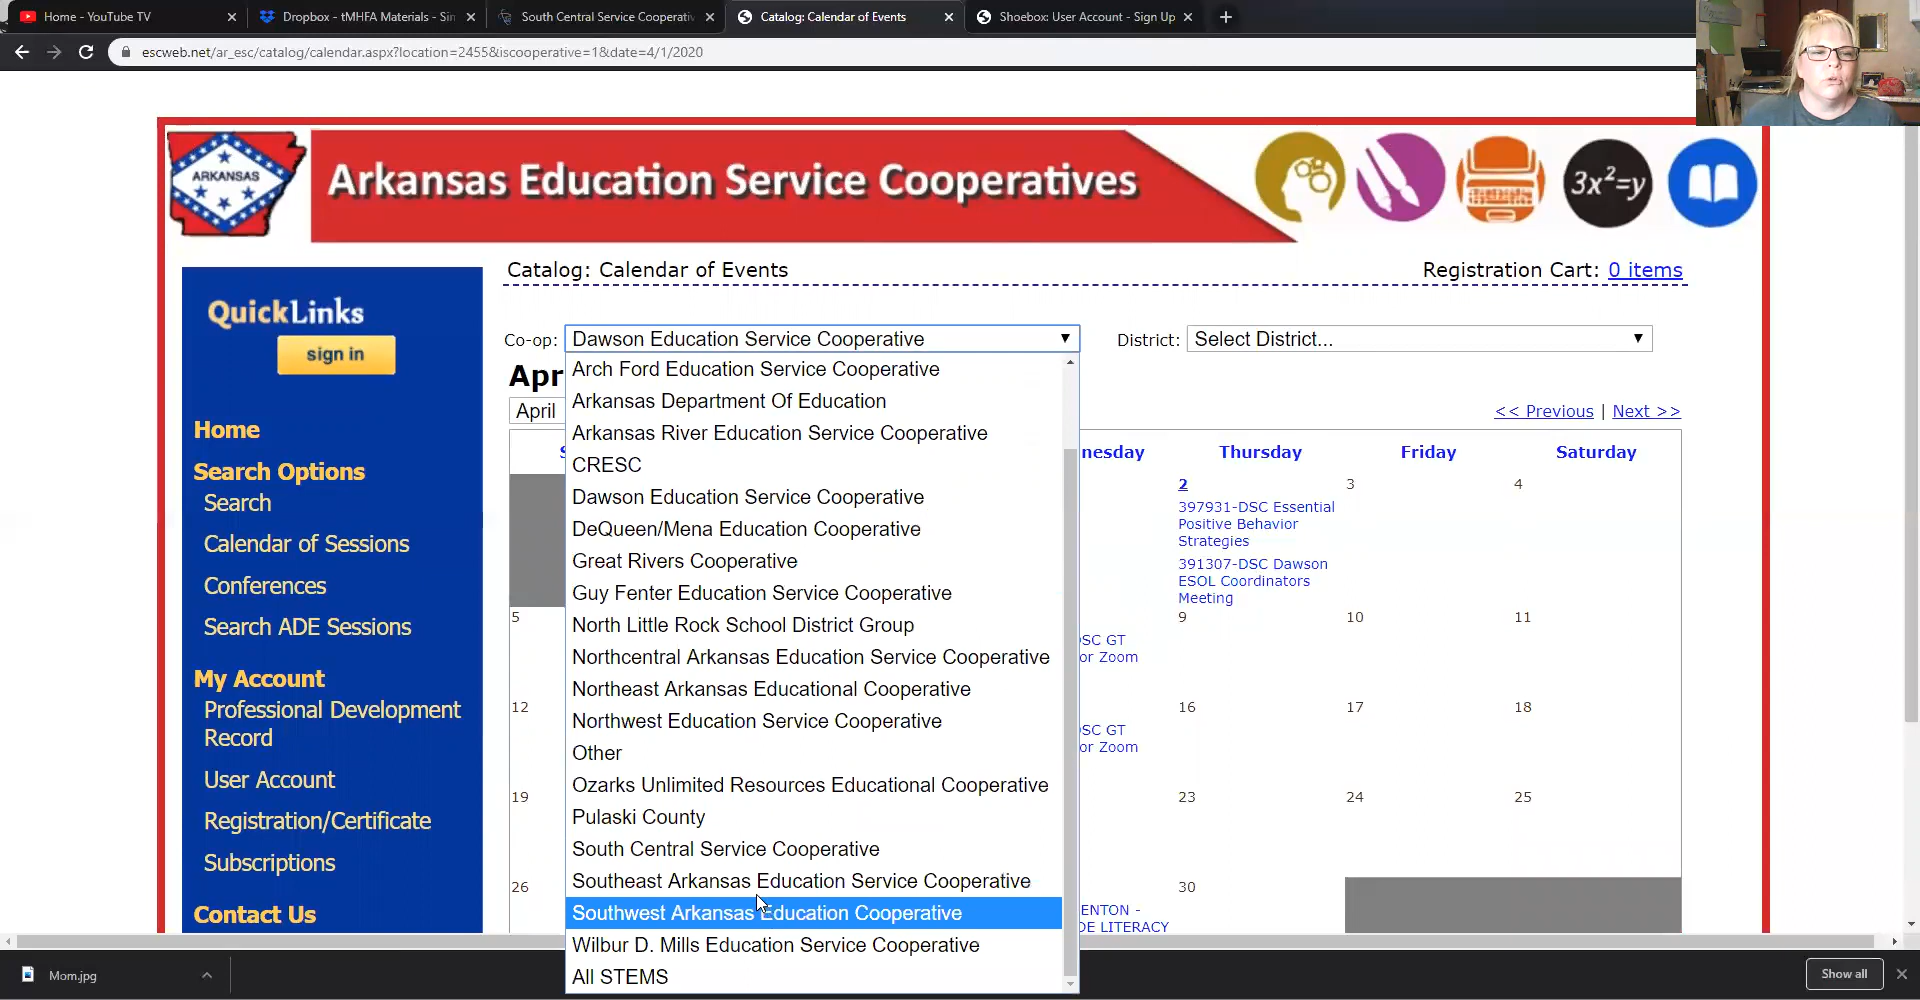 Home - YouTube TV
Dropbox - tMHFA Materials - Sim
South Central Service Cooperativ
Catalog: Calendar of Events
Shoebox: User Account - Sign Up
escweb.net/ar_esc/catalog/calendar.aspx?location=2455&iscooperative=1&date=4/1/2020
ARKANSAS
Arkansas Education Service Cooperatives
3x²=y
Catalog: Calendar of Events
Registration Cart: 0 items
QuickLinks
sign in
Home
Search Options
Search
Calendar of Sessions
Conferences
Search ADE Sessions
My Account
Professional Development
Record
User Account
Registration/Certificate
Subscriptions
Contact Us
Co-op: Dawson Education Service Cooperative
District: Select District...
Apr
April
<< Previous | Next >>
Arch Ford Education Service Cooperative
Arkansas Department Of Education
Arkansas River Education Service Cooperative
CRESC
Dawson Education Service Cooperative
DeQueen/Mena Education Cooperative
Great Rivers Cooperative
Guy Fenter Education Service Cooperative
North Little Rock School District Group
Northcentral Arkansas Education Service Cooperative
Northeast Arkansas Educational Cooperative
Northwest Education Service Cooperative
Other
Ozarks Unlimited Resources Educational Cooperative
Pulaski County
South Central Service Cooperative
Southeast Arkansas Education Service Cooperative
Southwest Arkansas Education Cooperative
Wilbur D. Mills Education Service Cooperative
All STEMS
S
nesday Thursday Friday Saturday
2 3 4
397931-DSC Essential
Positive Behavior
Strategies
391307-DSC Dawson
ESOL Coordinators
Meeting
5 9 10 11
SC GT
or Zoom
12 16 17 18
SC GT
or Zoom
19 23 24 25
26 30
ENTON -
DE LITERACY
Mom.jpg
Show all